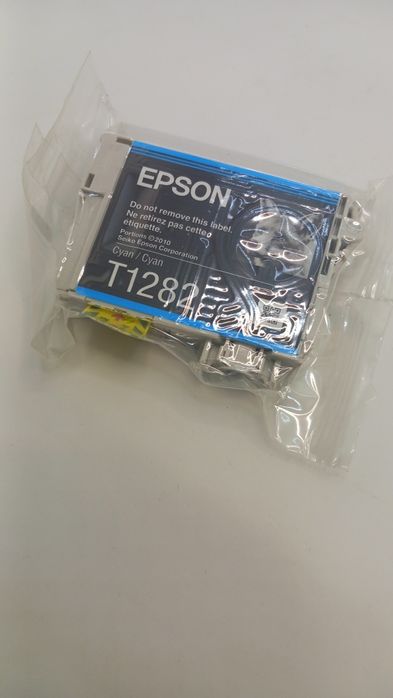 EPSON
Do not remove this label.
Ne retirez pas cette
étiquette.
Portions ©2010
Seiko Epson Corporation
Cyan / Cyan
T1282